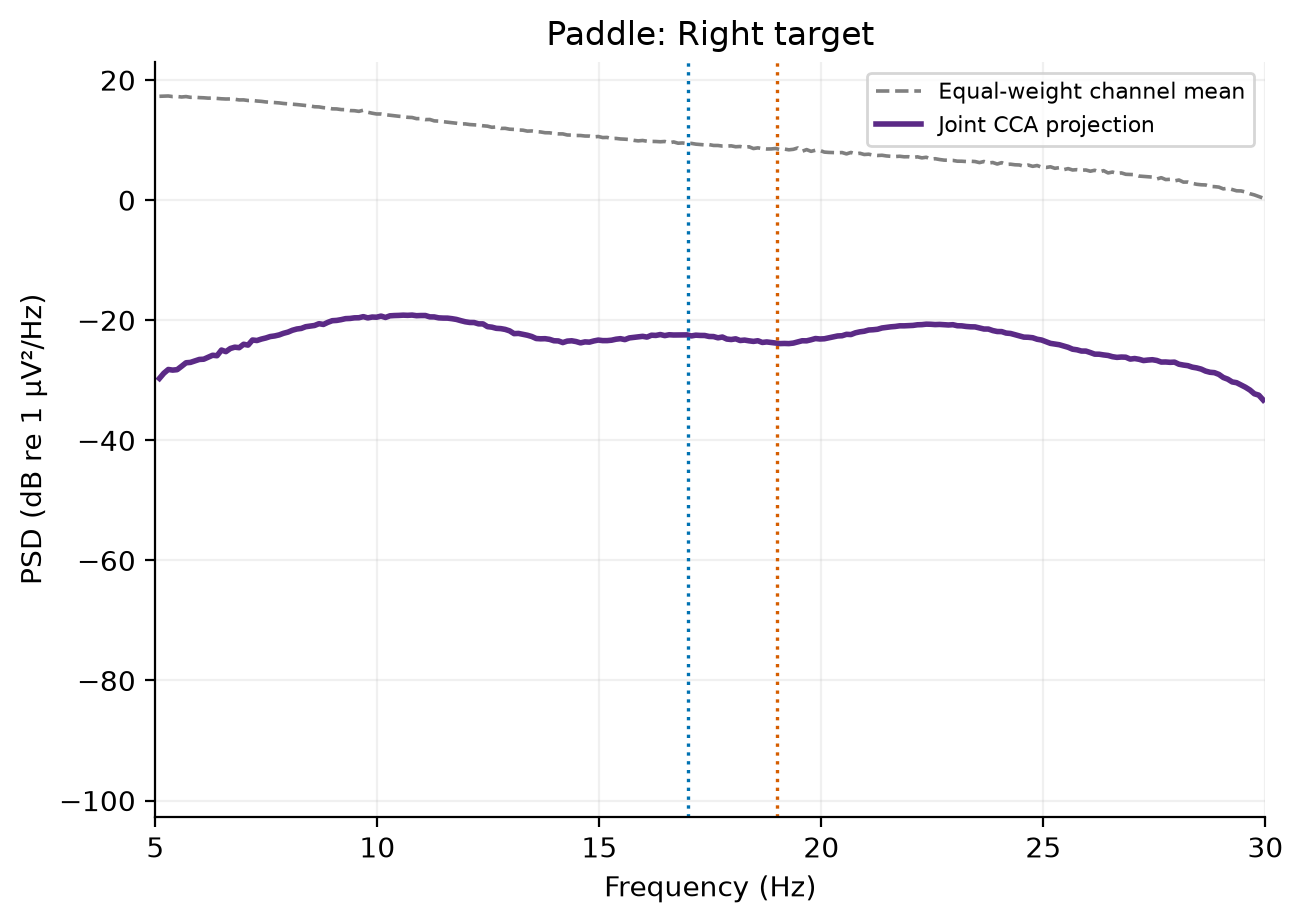 Paddle: Right target
Equal-weight channel mean
Joint CCA projection
PSD (dB re 1 µV²/Hz)
20
0
−20
−40
−60
−80
−100
5 10 15 20 25 30
Frequency (Hz)